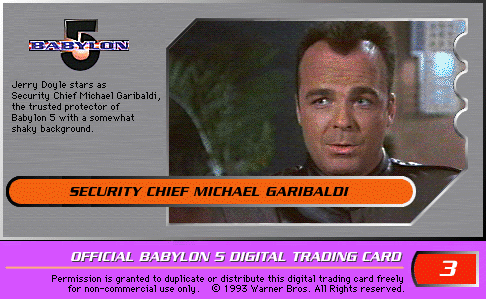 BABYLON
5
Jerry Doyle stars as
Security Chief Michael Garibaldi,
the trusted protector of
Babylon 5 with a somewhat
shaky background.
SECURITY CHIEF MICHAEL GARIBALDI
OFFICIAL BABYLON 5 DIGITAL TRADING CARD
3
Permission is granted to duplicate or distribute this digital trading card freely
for non-commercial use only. © 1993 Warner Bros. All Rights Reserved.